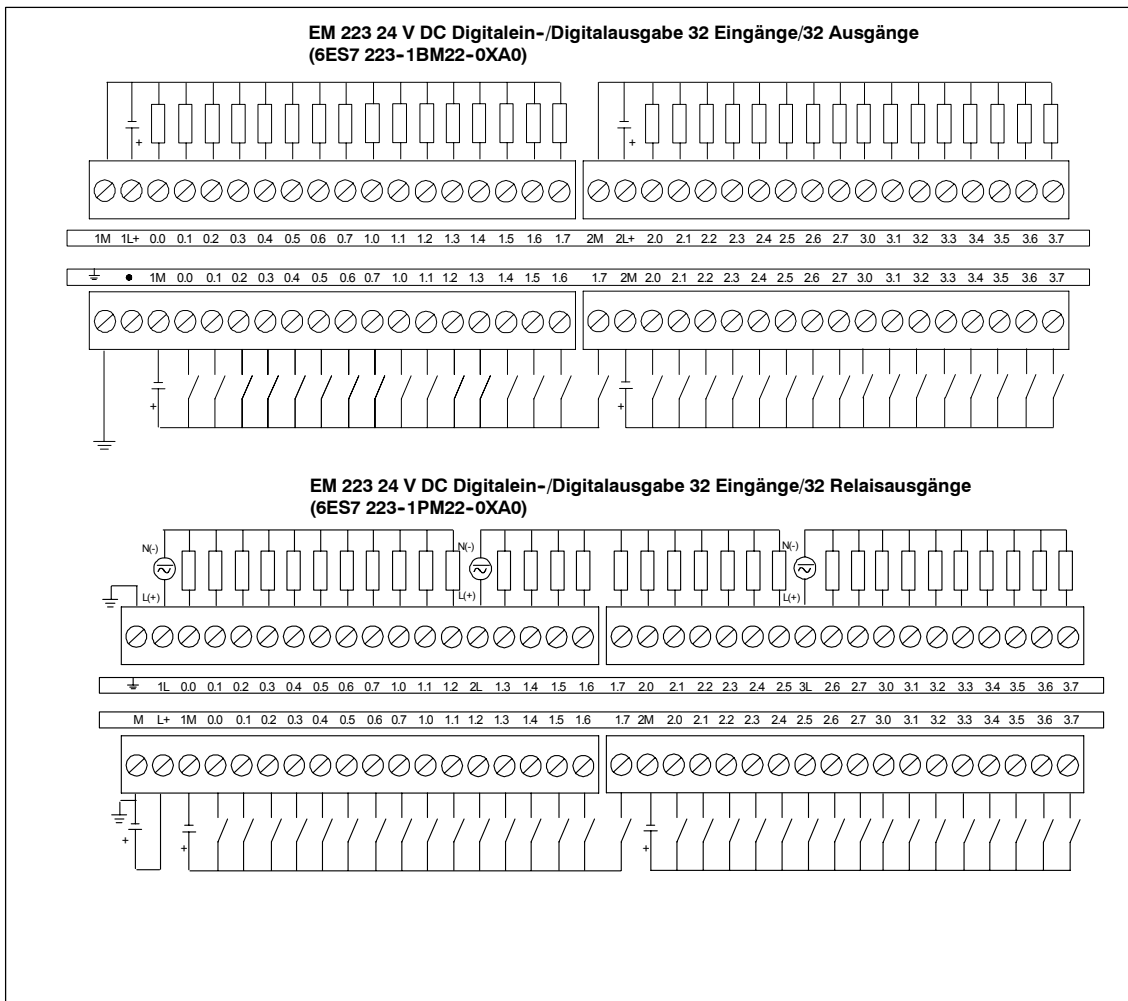 EM 223 24 V DC Digitalein-/Digitalausgabe 32 Eingänge/32 Ausgänge
(6ES7 223-1BM22-0XA0)
+ +
1M 1L+ 0.0 0.1 0.2 0.3 0.4 0.5 0.6 0.7 1.0 1.1 1.2 1.3 1.4 1.5 1.6 1.7 2M 2L+ 2.0 2.1 2.2 2.3 2.4 2.5 2.6 2.7 3.0 3.1 3.2 3.3 3.4 3.5 3.6 3.7
1M 0.0 0.1 0.2 0.3 0.4 0.5 0.6 0.7 1.0 1.1 1.2 1.3 1.4 1.5 1.6 1.7 2M 2.0 2.1 2.2 2.3 2.4 2.5 2.6 2.7 3.0 3.1 3.2 3.3 3.4 3.5 3.6 3.7
+ +
EM 223 24 V DC Digitalein-/Digitalausgabe 32 Eingänge/32 Relaisausgänge
(6ES7 223-1PM22-0XA0)
N(-) N(-) N(-)
L(+) L(+) L(+)
1L 0.0 0.1 0.2 0.3 0.4 0.5 0.6 0.7 1.0 1.1 1.2 2L 1.3 1.4 1.5 1.6 1.7 2.0 2.1 2.2 2.3 2.4 2.5 3L 2.6 2.7 3.0 3.1 3.2 3.3 3.4 3.5 3.6 3.7
M L+ 1M 0.0 0.1 0.2 0.3 0.4 0.5 0.6 0.7 1.0 1.1 1.2 1.3 1.4 1.5 1.6 1.7 2M 2.0 2.1 2.2 2.3 2.4 2.5 2.6 2.7 3.0 3.1 3.2 3.3 3.4 3.5 3.6 3.7
+ + +